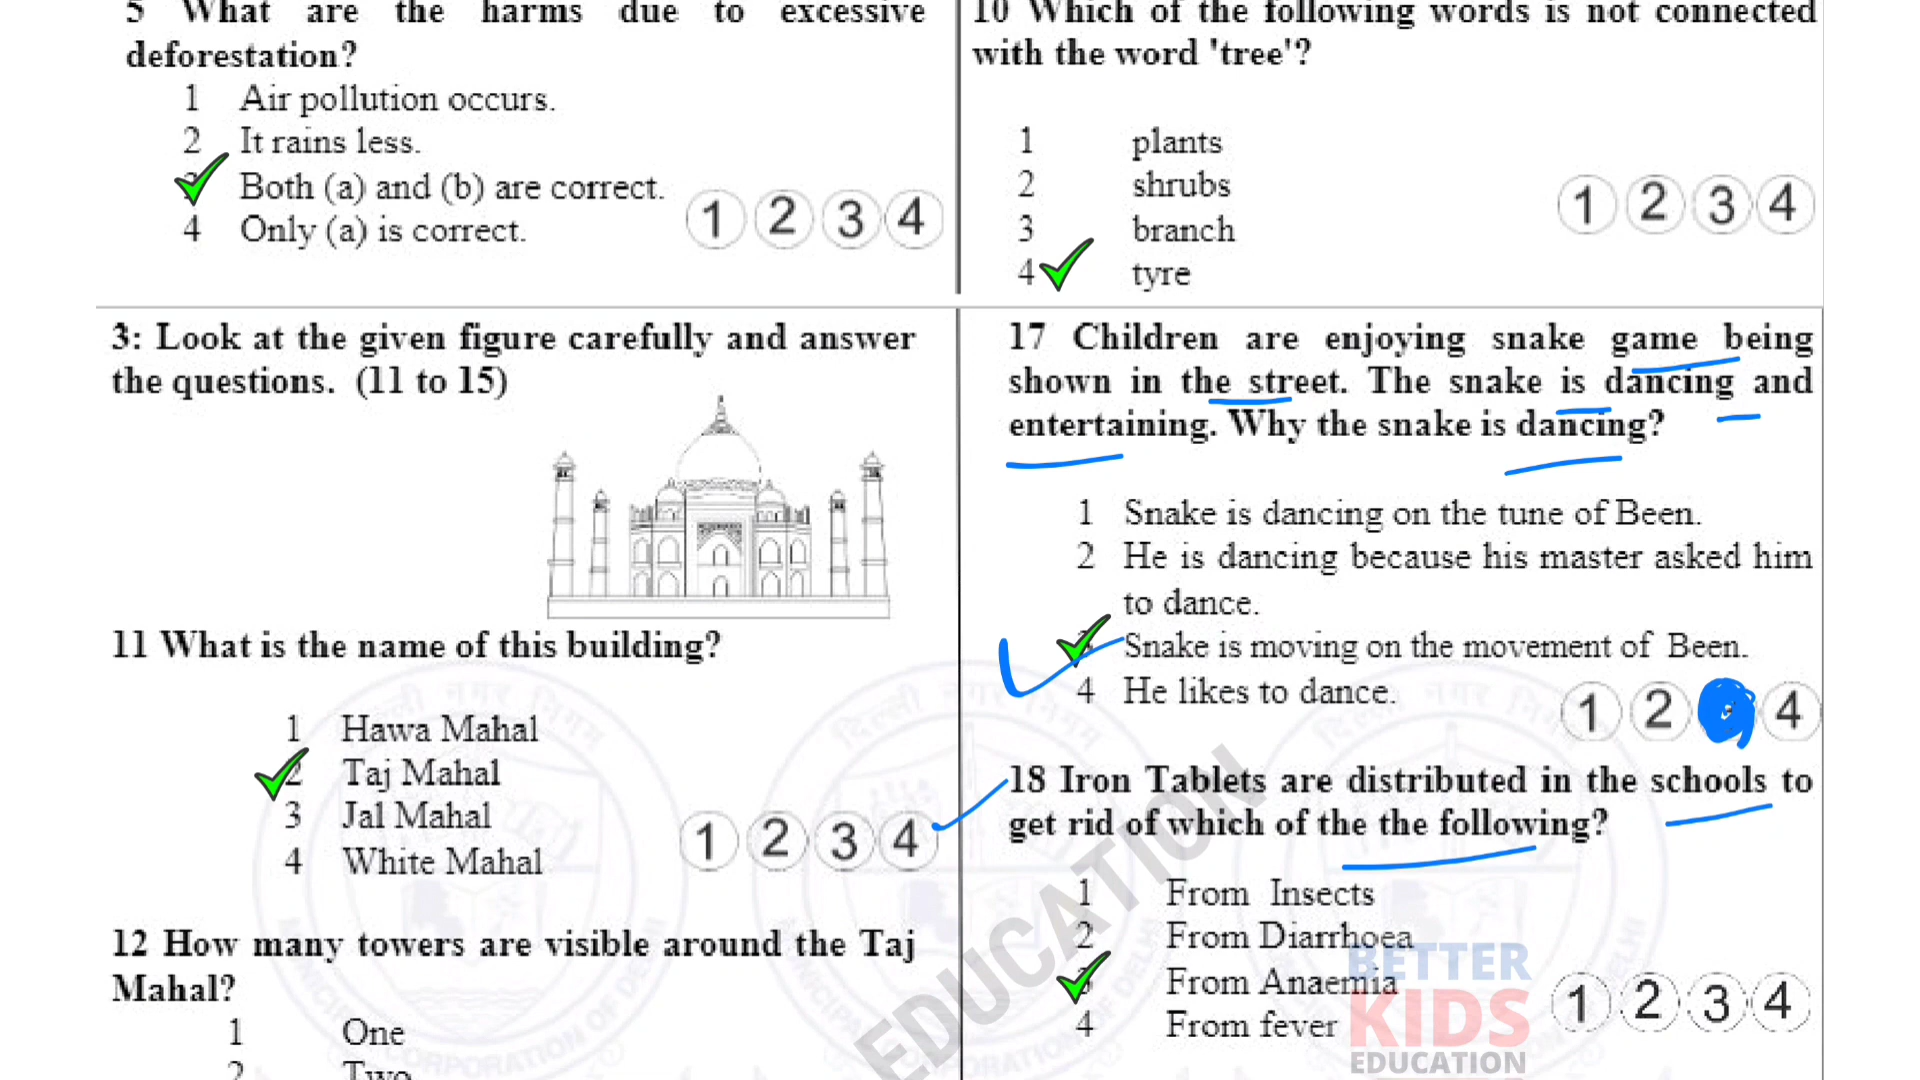 5 What are the harms due to excessive
deforestation?
1 Air pollution occurs.
2 It rains less.
Both (a) and (b) are correct.
4 Only (a) is correct.
1 2 3 4
3: Look at the given figure carefully and answer
the questions. (11 to 15)
11 What is the name of this building?
1 Hawa Mahal
2 Taj Mahal
3 Jal Mahal
4 White Mahal
1 2 3 4
12 How many towers are visible around the Taj
Mahal?
1 One
2 Two
10 Which of the following words is not connected
with the word 'tree'?
1 plants
2 shrubs
3 branch
4 tyre
1 2 3 4
17 Children are enjoying snake game being
shown in the street. The snake is dancing and
entertaining. Why the snake is dancing?
1 Snake is dancing on the tune of Been.
2 He is dancing because his master asked him
to dance.
3 Snake is moving on the movement of Been.
4 He likes to dance.
1 2 4
18 Iron Tablets are distributed in the schools to
get rid of which of the the following?
1 From Insects
2 From Diarrhoea
3 From Anaemia
4 From fever
1 2 3 4
EDUCATION
BETTER
KIDS
EDUCATION